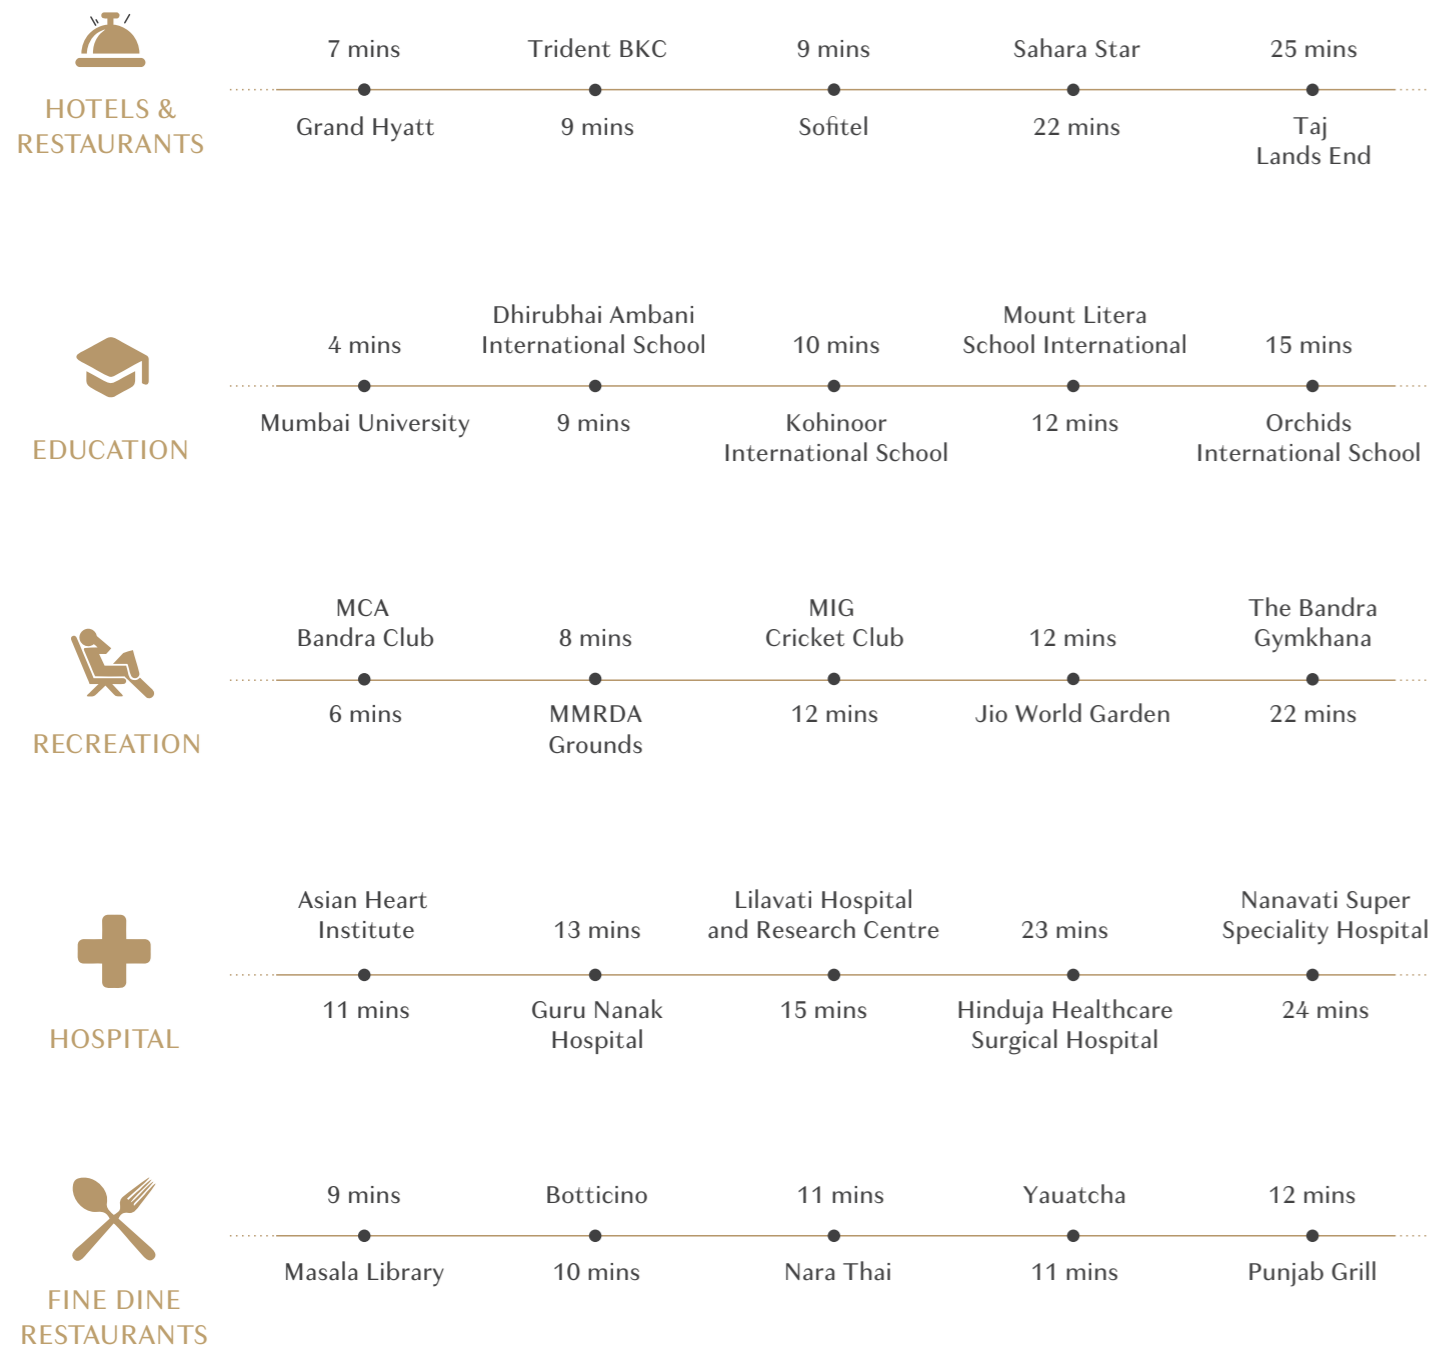 HOTELS &
RESTAURANTS
7 mins
Grand Hyatt
Trident BKC
9 mins
9 mins
Sofitel
Sahara Star
22 mins
25 mins
Taj
Lands End
EDUCATION
4 mins
Mumbai University
Dhirubhai Ambani
International School
9 mins
10 mins
Kohinoor
International School
Mount Litera
School International
12 mins
15 mins
Orchids
International School
RECREATION
MCA
Bandra Club
6 mins
8 mins
MMRDA
Grounds
MIG
Cricket Club
12 mins
12 mins
Jio World Garden
The Bandra
Gymkhana
22 mins
HOSPITAL
Asian Heart
Institute
11 mins
13 mins
Guru Nanak
Hospital
Lilavati Hospital
and Research Centre
15 mins
23 mins
Hinduja Healthcare
Surgical Hospital
Nanavati Super
Speciality Hospital
24 mins
FINE DINE
RESTAURANTS
9 mins
Masala Library
Botticino
10 mins
11 mins
Nara Thai
Yauatcha
11 mins
12 mins
Punjab Grill